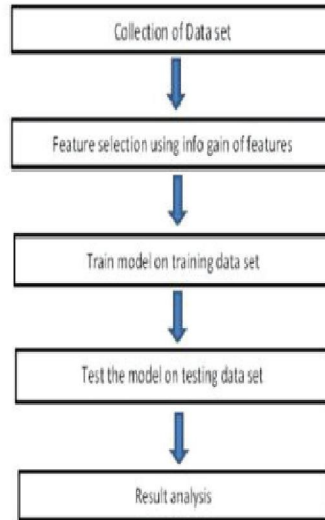 Collection of Data set
Feature selection using info gain of features
Train model on training data set
Test the model on testing data set
Result analysis